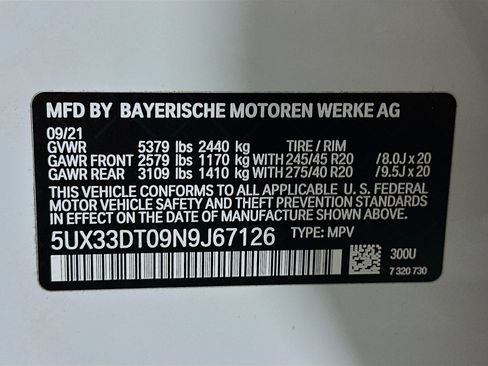 MFD BY BAYERISCHE MOTOREN WERKE AG
09/21
GVWR 5379 lbs 2440 kg TIRE / RIM
GAWR FRONT 2579 lbs 1170 kg WITH 245/45 R20 /8.0J x 20
GAWR REAR 3109 lbs 1410 kg WITH 275/40 R20 /9.5J x 20
THIS VEHICLE CONFORMS TO ALL APPLICABLE U. S. FEDERAL
MOTOR VEHICLE SAFETY AND THEFT PREVENTION STANDARDS
IN EFFECT ON THE DATE OF MANUFACTURE SHOWN ABOVE.
5UX33DT09N9J67126 TYPE: MPV
300U
7 320 730